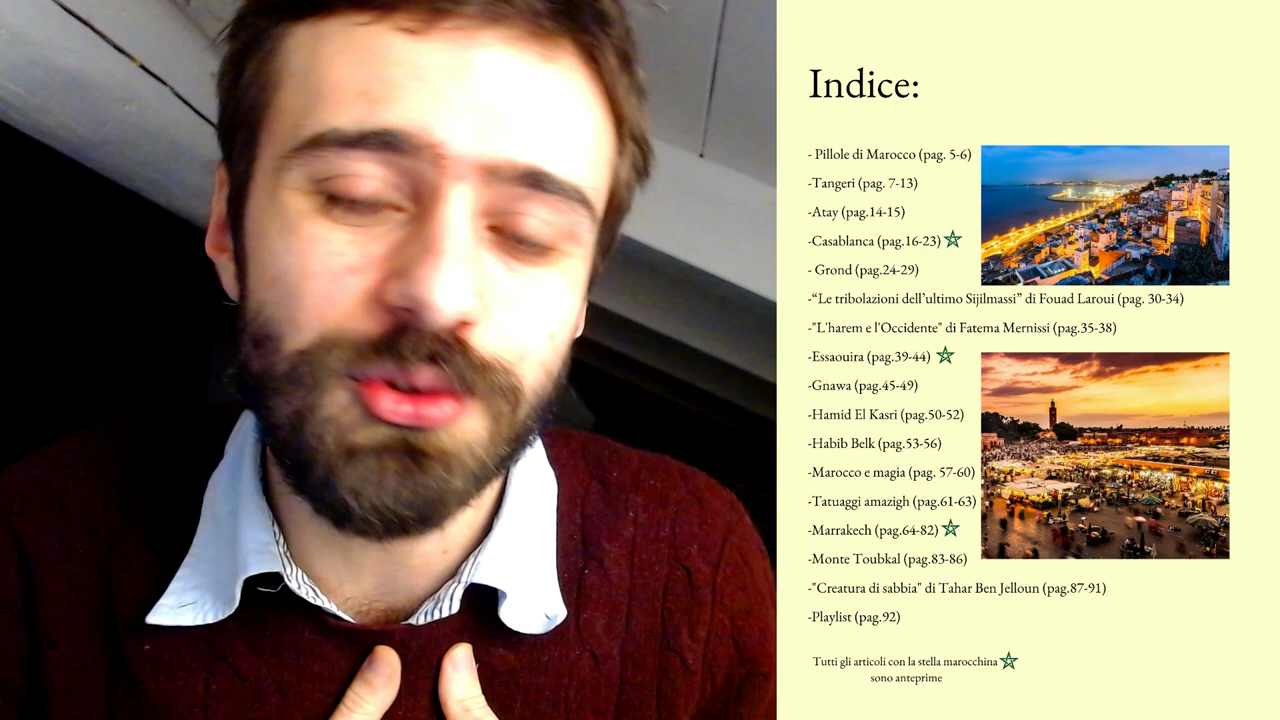 Indice:
- Pillole di Marocco (pag. 5-6)
-Tangeri (pag. 7-13)
-Atay (pag.14-15)
-Casablanca (pag.16-23)
- Grond (pag.24-29)
-“Le tribolazioni dell’ultimo Sijilmassi” di Fouad Laroui (pag. 30-34)
-"L'harem e l'Occidente" di Fatema Mernissi (pag.35-38)
-Essaouira (pag.39-44)
-Gnawa (pag.45-49)
-Hamid El Kasri (pag.50-52)
-Habib Belk (pag.53-56)
-Marocco e magia (pag. 57-60)
-Tatuaggi amazigh (pag.61-63)
-Marrakech (pag.64-82)
-Monte Toubkal (pag.83-86)
-"Creatura di sabbia" di Tahar Ben Jelloun (pag.87-91)
-Playlist (pag.92)
Tutti gli articoli con la stella marocchina
sono anteprime